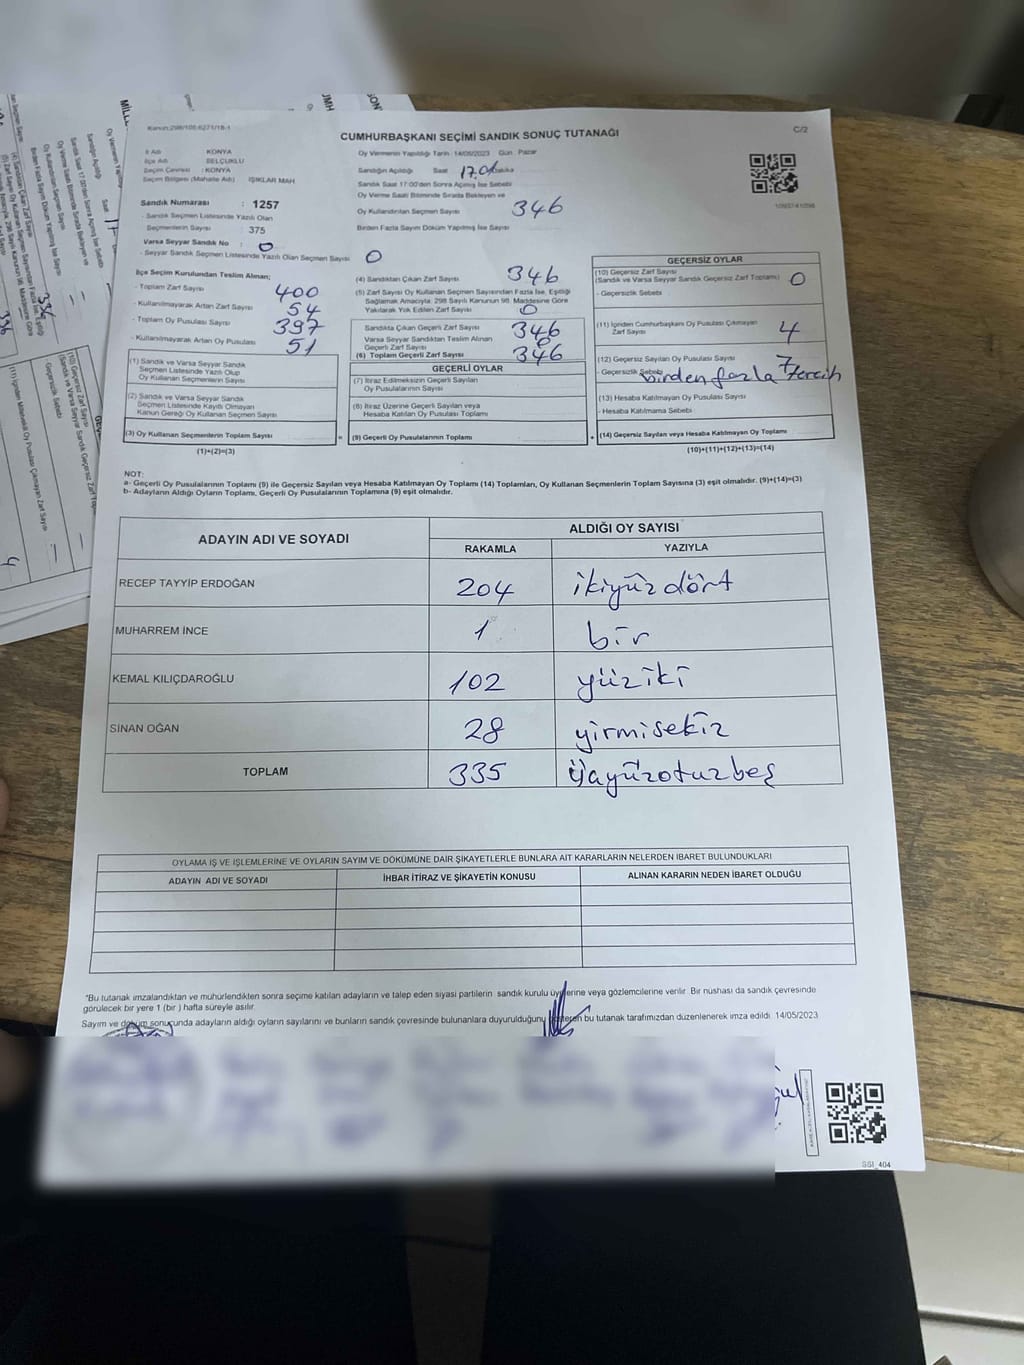 Kanun:298/105:6271/18-1
C/2
CUMHURBAŞKANI SEÇİMİ SANDIK SONUÇ TUTANAĞI
İl Adı : KONYA
İlçe Adı : SELÇUKLU
Seçim Çevresi : KONYA
Seçim Bölgesi (Mahalle Adı) : IŞIKLAR MAH
Sandık Numarası : 1257
- Sandık Seçmen Listesinde Yazılı Olan
Seçmenlerin Sayısı : 375
Varsa Seyyar Sandık No : 0
- Seyyar Sandık Seçmen Listesinde Yazılı Olan Seçmen Sayısı 0
Oy Vermenin Yapıldığı Tarih : 14/05/2023 Gün : Pazar
Sandığın Açıldığı Saat Dakika
Sandık Saat 17:00'den Sonra Açılmış İse Sebebi
Oy Verme Saati Bitiminde Sırada Bekleyen ve
Oy Kullandırılan Seçmen Sayısı 346
Birden Fazla Sayım Döküm Yapılmış İse Sayısı
İlçe Seçim Kurulundan Teslim Alınan;
- Toplam Zarf Sayısı 400
- Kullanılmayarak Artan Zarf Sayısı 54
- Toplam Oy Pusulası Sayısı 397
- Kullanılmayarak Artan Oy Pusulası 51
(1) Sandık ve Varsa Seyyar Sandık
Seçmen Listesinde Yazılı Olup
Oy Kullanan Seçmenlerin Sayısı
(2) Sandık ve Varsa Seyyar Sandık
Seçmen Listesinde Kayıtlı Olmayan
Kanun Gereği Oy Kullanan Seçmen Sayısı
(3) Oy Kullanan Seçmenlerin Toplam Sayısı
(1)+(2)=(3)
(4) Sandıktan Çıkan Zarf Sayısı 346
(5) Zarf Sayısı Oy Kullanan Seçmen Sayısından Fazla İse, Eşitliği
Sağlamak Amacıyla; 298 Sayılı Kanunun 98. Maddesine Göre
Yakılarak Yok Edilen Zarf Sayısı 0
Sandıkta Çıkan Geçerli Zarf Sayısı 346
Varsa Seyyar Sandıktan Teslim Alınan
Geçerli Zarf Sayısı 0
(6) Toplam Geçerli Zarf Sayısı 346
GEÇERLİ OYLAR
(7) İtiraz Edilmeksizin Geçerli Sayılan
Oy Pusulasının Sayısı
(8) İtiraz Üzerine Geçerli Sayılan veya
Hesaba Katılan Oy Pusulası Toplamı
= (9) Geçerli Oy Pusulalarının Toplamı
GEÇERSİZ OYLAR
(10) Geçersiz Zarf Sayısı
(Sandık ve Varsa Seyyar Sandık Geçersiz Zarf Toplamı) 0
- Geçersizlik Sebebi
(11) İçinden Cumhurbaşkanı Oy Pusulası Çıkmayan
Zarf Sayısı 4
(12) Geçersiz Sayılan Oy Pusulası Sayısı 7
- Geçersizlik Sebebi birden fazla tercih
(13) Hesaba Katılmayan Oy Pusulası Sayısı
- Hesaba Katılmama Sebebi
+ (14) Geçersiz Sayılan veya Hesaba Katılmayan Oy Toplamı
(10)+(11)+(12)+(13)=(14)
NOT:
a- Geçerli Oy Pusulalarının Toplamı (9) ile Geçersiz Sayılan veya Hesaba Katılmayan Oy Toplamı (14) Toplamları, Oy Kullanan Seçmenlerin Toplam Sayısına (3) eşit olmalıdır. (9)+(14)=(3)
b- Adayların Aldığı Oyların Toplamı, Geçerli Oy Pusulalarının Toplamına (9) eşit olmalıdır.
ADAYIN ADI VE SOYADI ALDIĞI OY SAYISI
RAKAMLA YAZIYLA
RECEP TAYYİP ERDOĞAN 204 ikiyüz dört
MUHARREM İNCE 1 bir
KEMAL KILIÇDAROĞLU 102 yüziki
SİNAN OĞAN 28 yirmisekiz
TOPLAM 335
OYLAMA İŞ VE İŞLEMLERİNE VE OYLARIN SAYIM VE DÖKÜMÜNE DAİR ŞİKAYETLERLE BUNLARA AİT KARARLARIN NELERDEN İBARET BULUNDUKLARI
ADAYIN ADI VE SOYADI İHBAR İTİRAZ VE ŞİKAYETİN KONUSU ALINAN KARARIN NEDEN İBARET OLDUĞU
"Bu tutanak imzalandıktan ve mühürlendikten sonra seçime katılan adayların ve talep eden siyasi partilerin sandık kurulu üyelerine veya gözlemcilerine verilir. Bir nüshası da sandık çevresinde
görülecek bir yere 1 (bir ) hafta süreyle asılır.
Sayım ve döküm sonucunda adayların aldığı oyların sayılarını ve bunların sandık çevresinde bulunanlara duyurulduğunu gösteren bu tutanak tarafımızdan düzenlenerek imza edildi. 14/05/2023
SSI_404